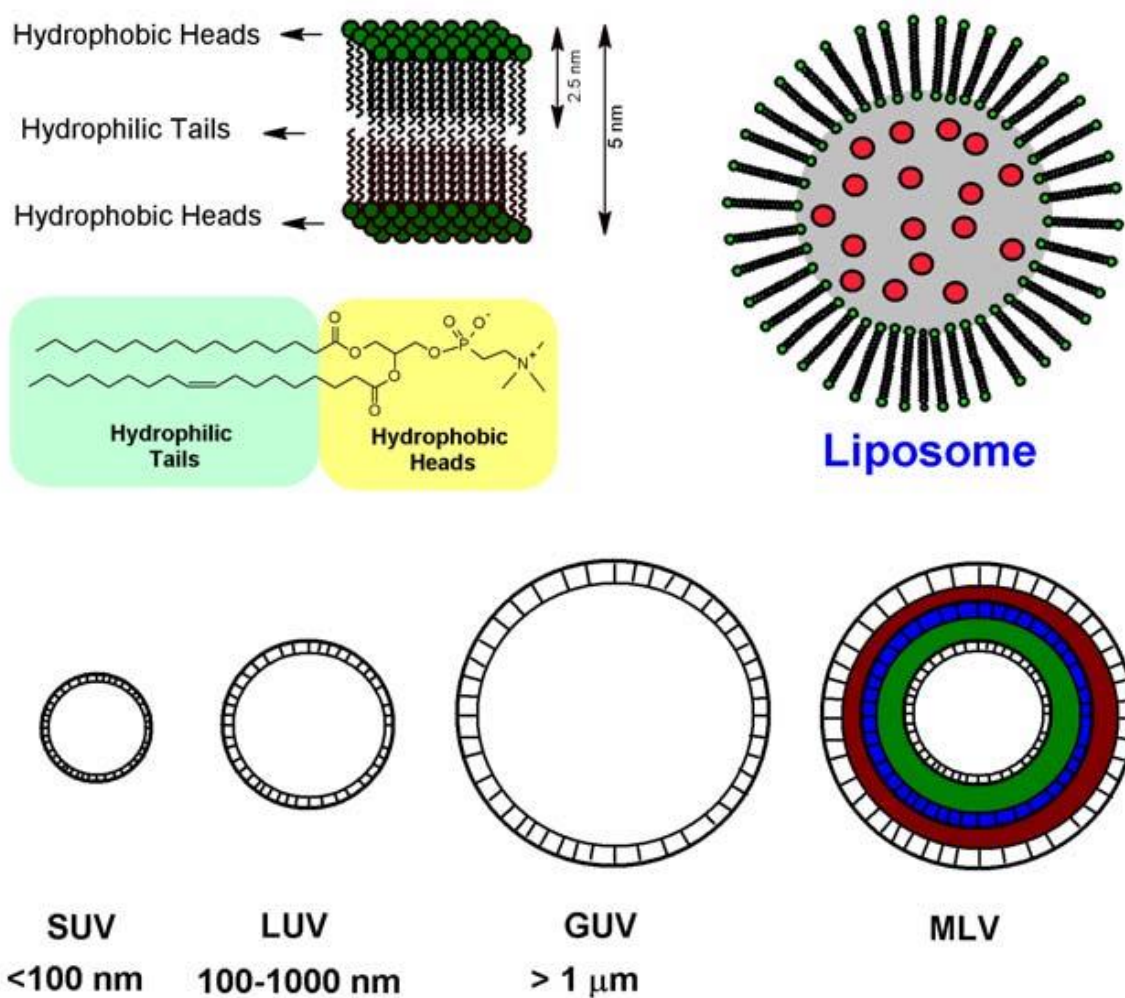 Hydrophobic Heads
Hydrophilic Tails
Hydrophobic Heads
2.5 nm
5 nm
O
O
O
O
O
O
O-
P
N+
Hydrophilic
Tails
Hydrophobic
Heads
Liposome
SUV
LUV
GUV
MLV
<100 nm
100-1000 nm
> 1 μm